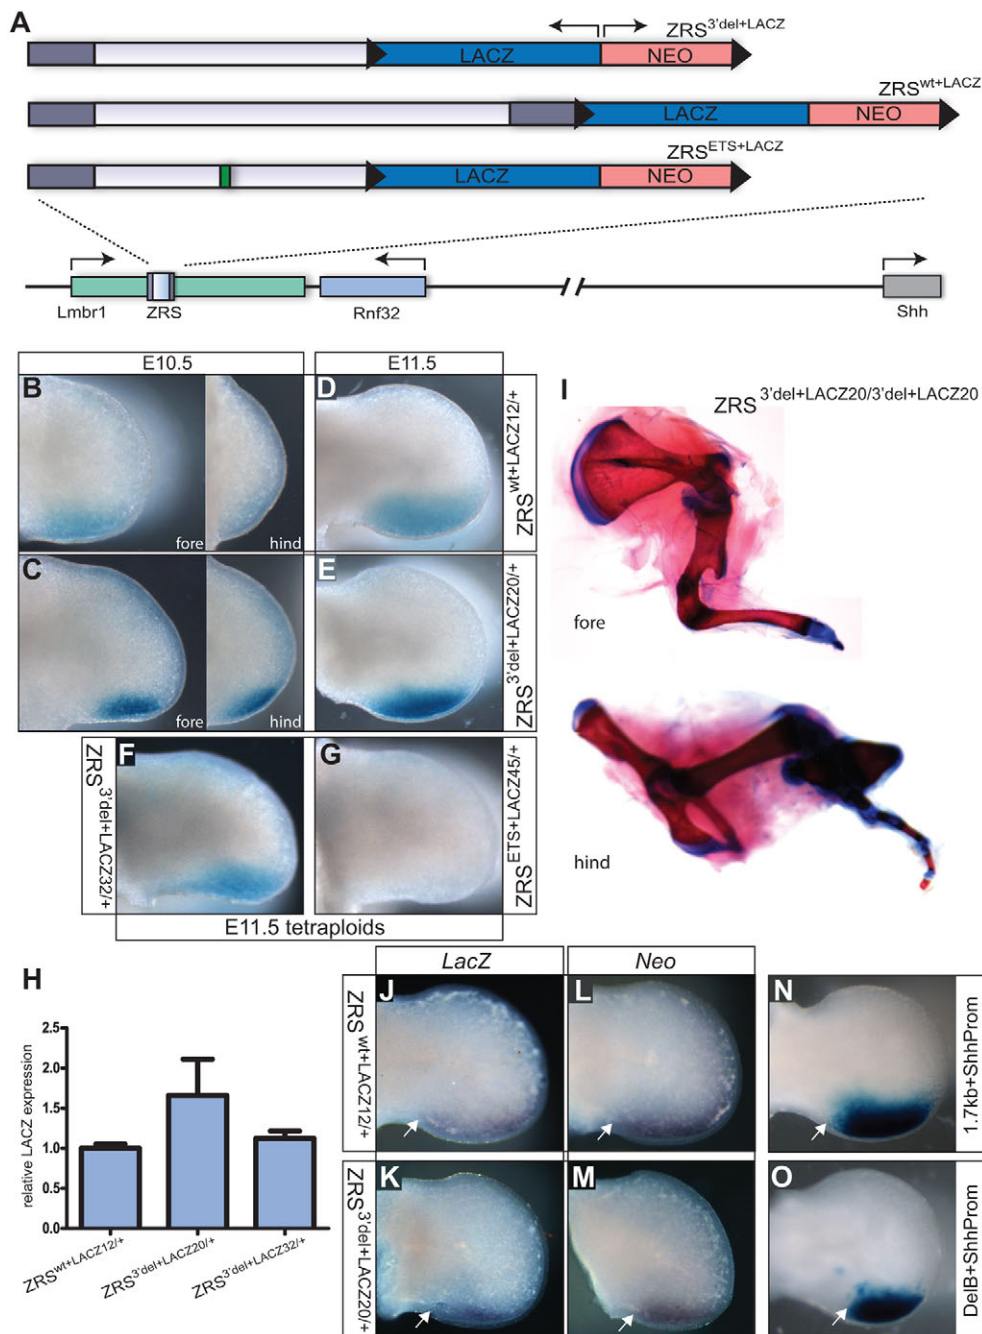 A
ZRS3'del+LACZ
LACZ NEO
ZRSwt+LACZ
LACZ NEO
ZRSETS+LACZ
LACZ NEO
Lmbr1 ZRS Rnf32 Shh
E10.5 E11.5
B fore hind D ZRSwt+LACZ12/+
C fore hind E ZRS3'del+LACZ20/+
ZRS3'del+LACZ32/+ F G ZRSETS+LACZ45/+
E11.5 tetraploids
I ZRS 3'del+LACZ20/3'del+LACZ20
fore
hind
H
relative LACZ expression
2.5
2.0
1.5
1.0
0.5
0.0
ZRSwt+LACZ12/+ ZRS3'del+LACZ20/+ ZRS3'del+LACZ32/+
LacZ Neo
ZRSwt+LACZ12/+ J L N 1.7kb+ShhProm
ZRS3'del+LACZ20/+ K M O DelB+ShhProm